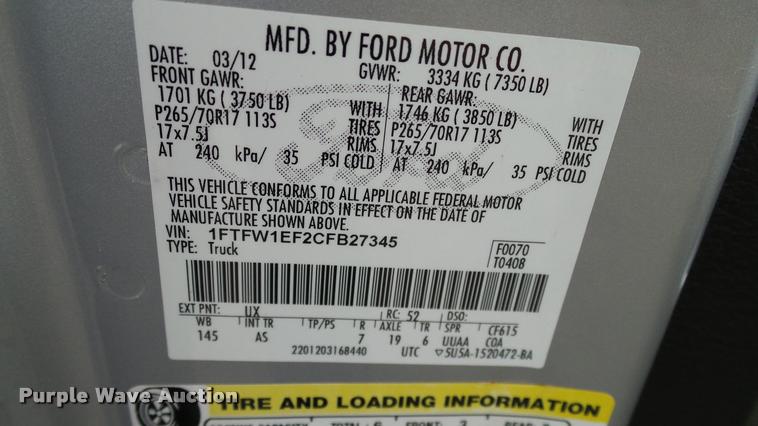 MFD. BY FORD MOTOR CO.
DATE: 03/12 GVWR: 3334 KG ( 7350 LB)
FRONT GAWR: REAR GAWR:
1701 KG ( 3750 LB) WITH 1746 KG ( 3850 LB) WITH
P265/70R17 113S TIRES P265/70R17 113S TIRES
17x7.5J RIMS 17x7.5J RIMS
AT 240 kPa/ 35 PSI COLD AT 240 kPa/ 35 PSI COLD
THIS VEHICLE CONFORMS TO ALL APPLICABLE FEDERAL MOTOR
VEHICLE SAFETY STANDARDS IN EFFECT ON THE DATE OF
MANUFACTURE SHOWN ABOVE.
VIN: 1FTFW1EF2CFB27345
TYPE: Truck
F0070
T0408
EXT PNT: UX RC: 52 DSO:
WB INT TR TP/PS R AXLE TR SPR CF615
145 AS 7 19 6 UUAA COA
2201203168440 UTC ▽5U5A-1520472-BA
TIRE AND LOADING INFORMATION
Purple Wave Auction